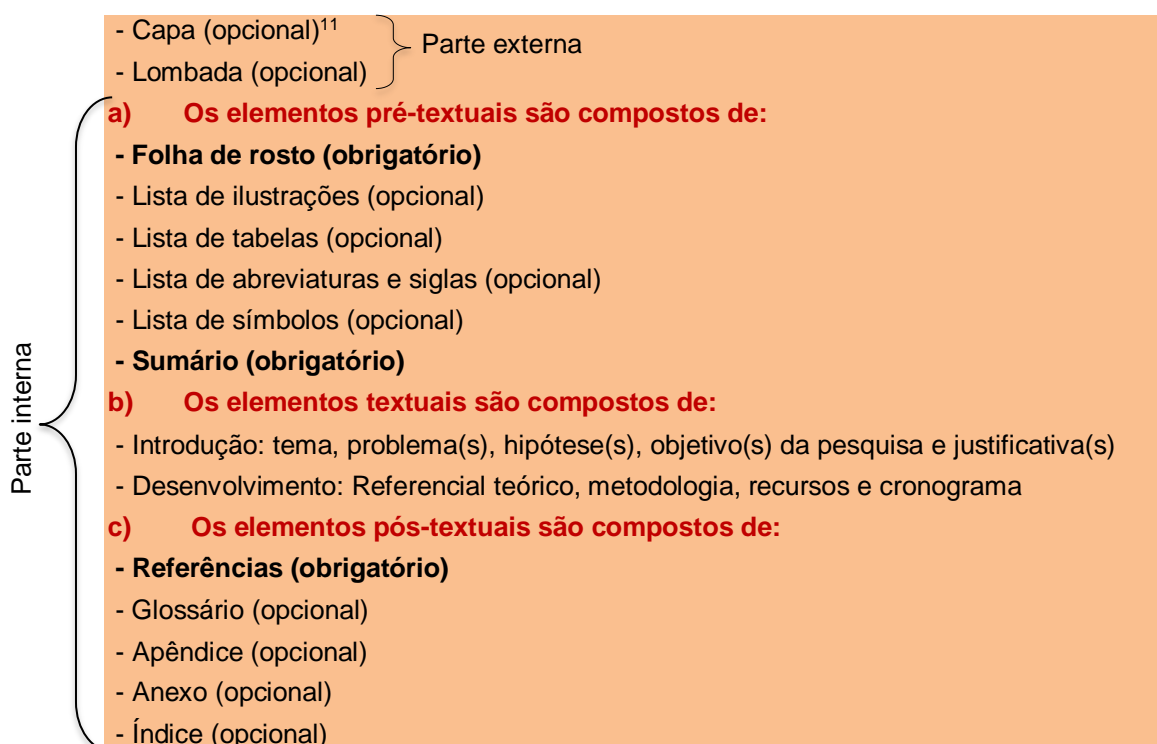 - Capa (opcional)¹¹
Parte externa
- Lombada (opcional)
a) Os elementos pré-textuais são compostos de:
- Folha de rosto (obrigatório)
- Lista de ilustrações (opcional)
- Lista de tabelas (opcional)
- Lista de abreviaturas e siglas (opcional)
- Lista de símbolos (opcional)
- Sumário (obrigatório)
Parte interna
b) Os elementos textuais são compostos de:
- Introdução: tema, problema(s), hipótese(s), objetivo(s) da pesquisa e justificativa(s)
- Desenvolvimento: Referencial teórico, metodologia, recursos e cronograma
c) Os elementos pós-textuais são compostos de:
- Referências (obrigatório)
- Glossário (opcional)
- Apêndice (opcional)
- Anexo (opcional)
- Índice (opcional)